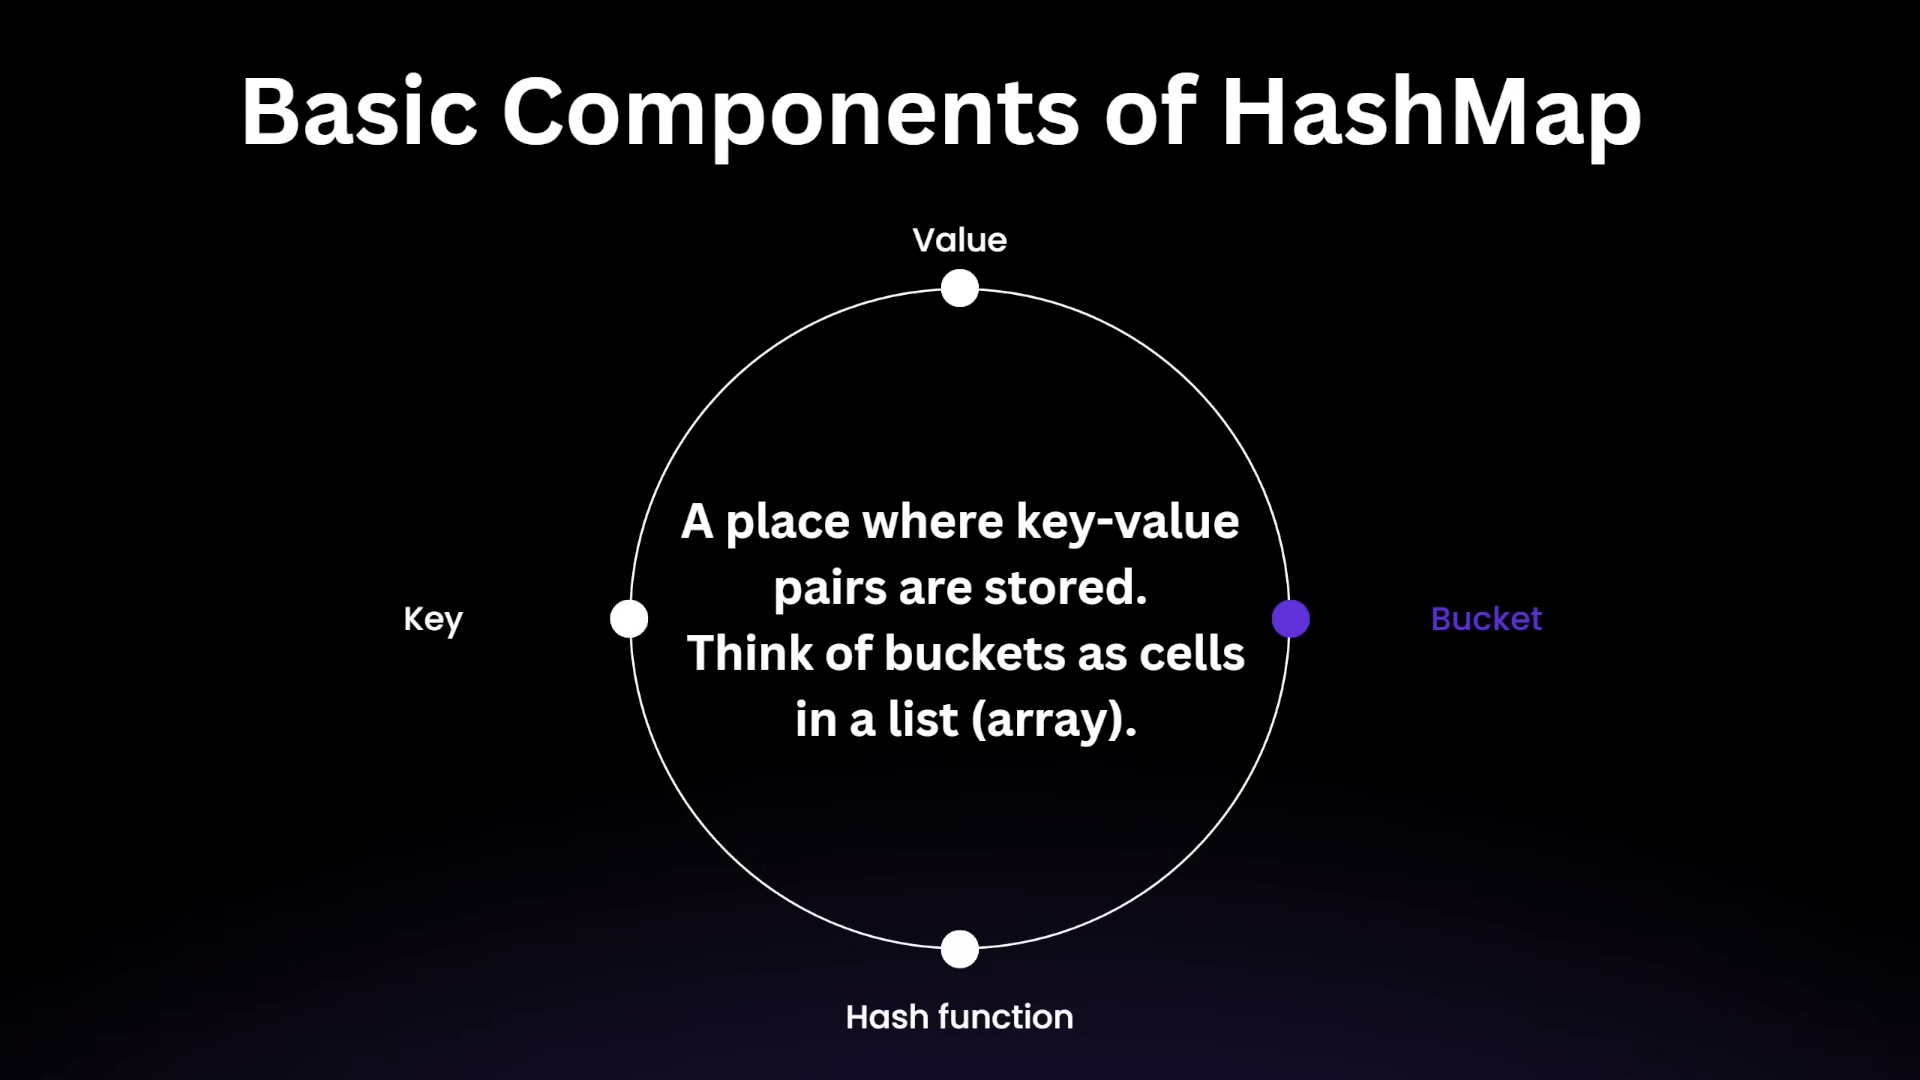 Basic Components of HashMap
Value
A place where key-value
pairs are stored.
Key
Bucket
Think of buckets as cells
in a list (array).
Hash function